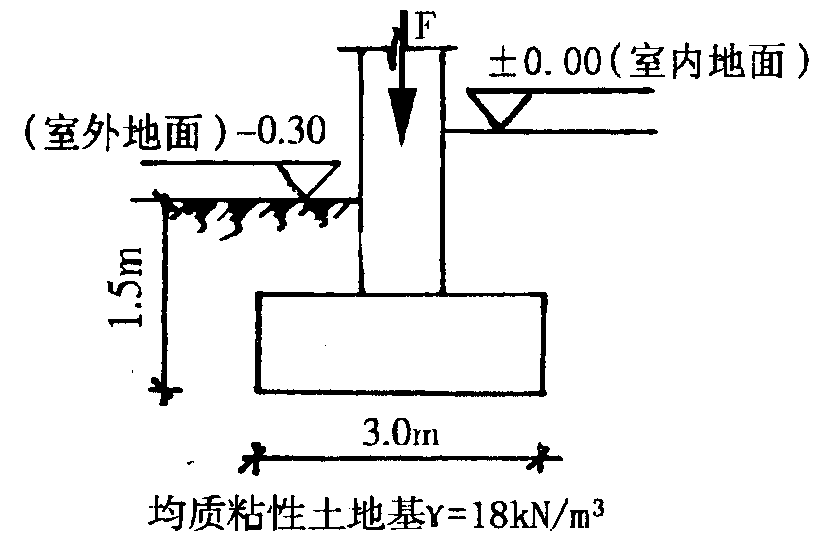 F
±0.00(室内地面)
(室外地面)-0.30
1.5m
3.0m
均质粘性土地基γ=18kN/m³